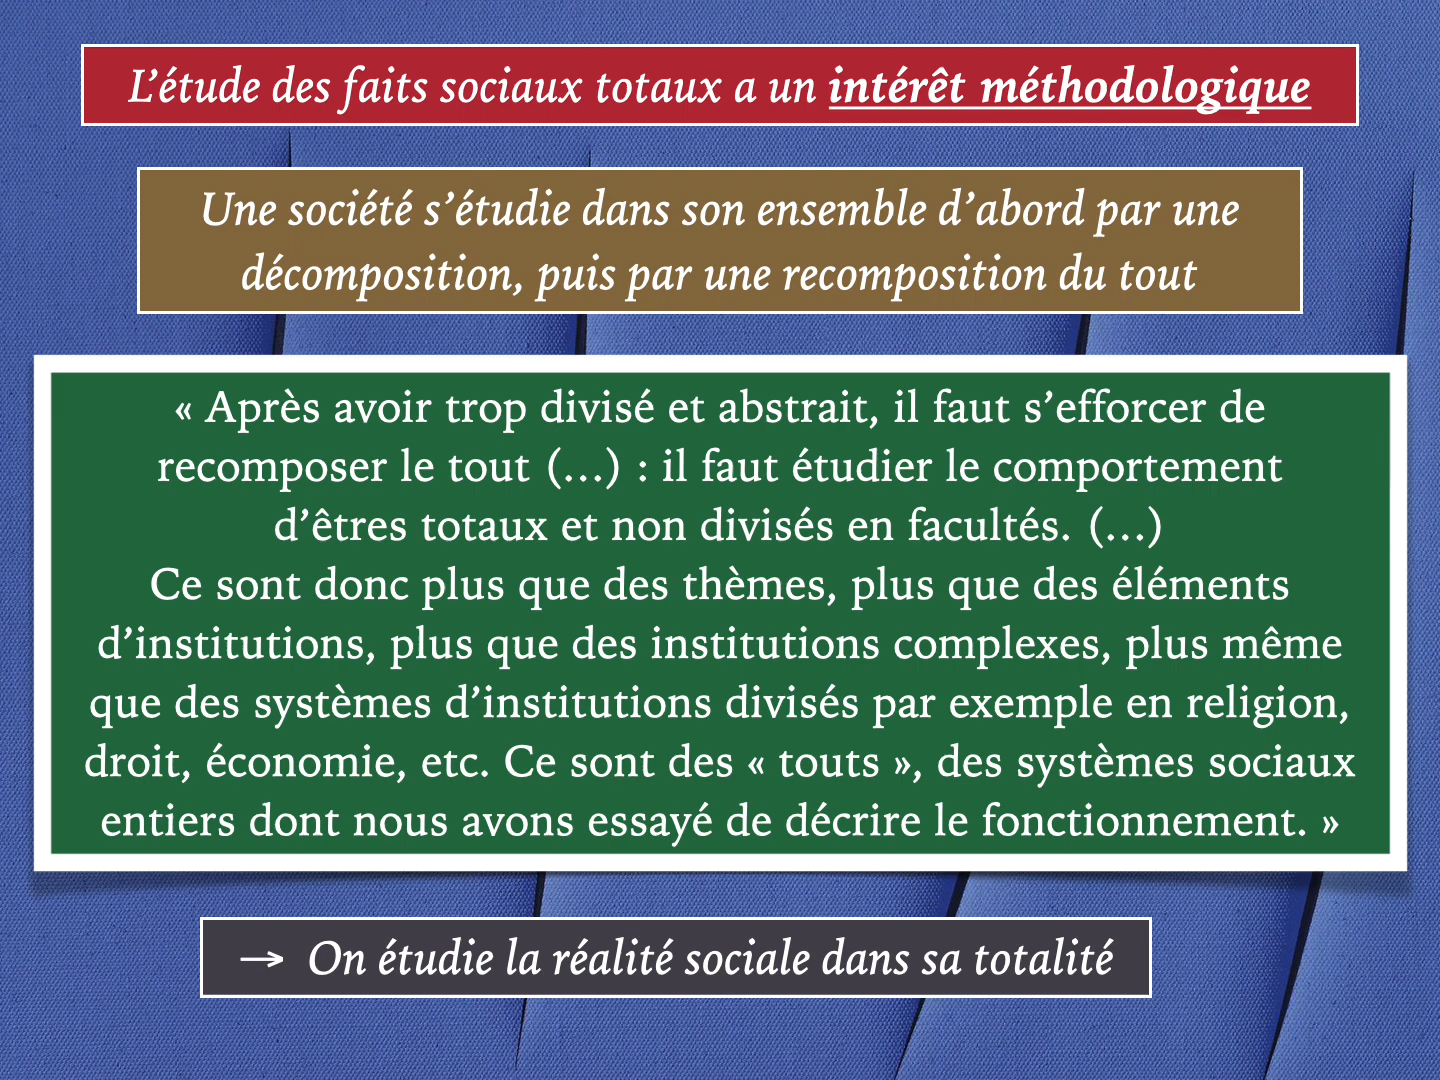 L’étude des faits sociaux totaux a un intérêt méthodologique
Une société s’étudie dans son ensemble d’abord par une
décomposition, puis par une recomposition du tout
« Après avoir trop divisé et abstrait, il faut s’efforcer de
recomposer le tout (…) : il faut étudier le comportement
d’êtres totaux et non divisés en facultés. (…)
Ce sont donc plus que des thèmes, plus que des éléments
d’institutions, plus que des institutions complexes, plus même
que des systèmes d’institutions divisés par exemple en religion,
droit, économie, etc. Ce sont des « touts », des systèmes sociaux
entiers dont nous avons essayé de décrire le fonctionnement. »
→ On étudie la réalité sociale dans sa totalité